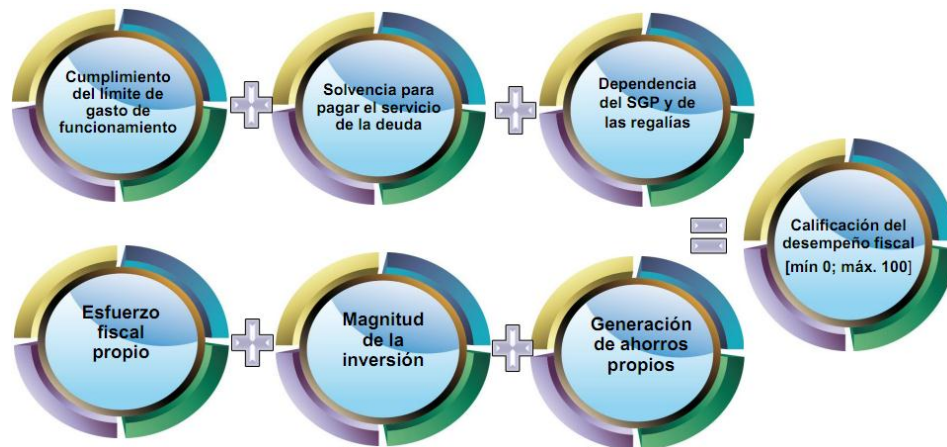 Cumplimiento
del límite de
gasto de
funcionamiento
Solvencia para
pagar el servicio
de la deuda
Dependencia
del SGP y de
las regalías
Esfuerzo
fiscal
propio
Magnitud
de la
inversión
Generación
de ahorros
propios
Calificación del
desempeño fiscal
[mín 0; máx. 100]